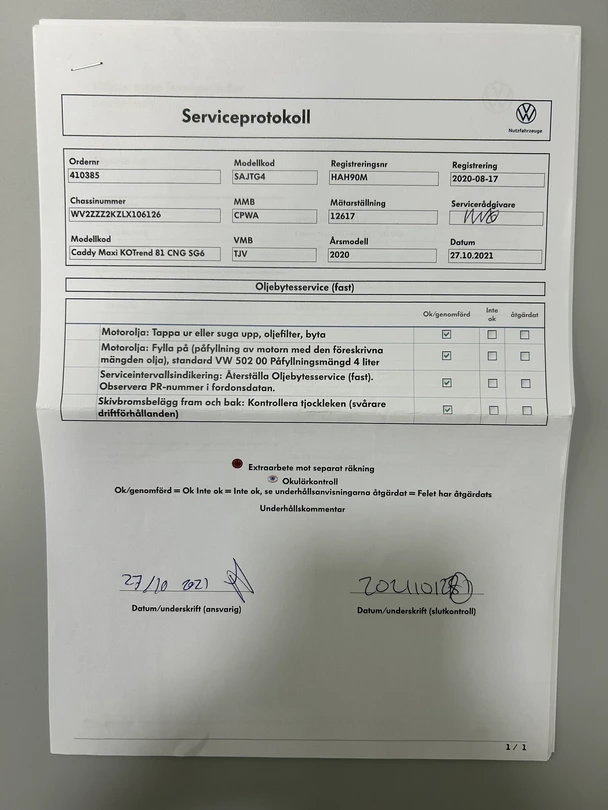 Serviceprotokoll
Nutzfahrzeuge
Ordernr Modellkod Registreringsnr Registrering
410385 SAJTG4 HAH90M 2020-08-17
Chassinummer MMB Mätarställning Servicerådgivare
WV2ZZZ2KZLX106126 CPWA 12617
Modellkod VMB Årsmodell Datum
Caddy Maxi KOTrend 81 CNG SG6 TJV 2020 27.10.2021
Oljebytesservice (fast)
Ok/genomförd Inte ok åtgärdat
Motorolja: Tappa ur eller suga upp, oljefilter, byta
Motorolja: Fylla på (påfyllning av motorn med den föreskrivna
mängden olja), standard VW 502 00 Påfyllningsmängd 4 liter
Serviceintervallsindikering: Återställa Oljebytesservice (fast).
Observera PR-nummer i fordonsdatan.
Skivbromsbelägg fram och bak: Kontrollera tjockleken (svårare
driftförhållanden)
Extraarbete mot separat räkning
Okulärkontroll
Ok/genomförd = Ok Inte ok = Inte ok, se underhållsanvisningarna åtgärdat = Felet har åtgärdats
Underhållskommentar
27/10 2021
Datum/underskrift (ansvarig) Datum/underskrift (slutkontroll)
1 / 1